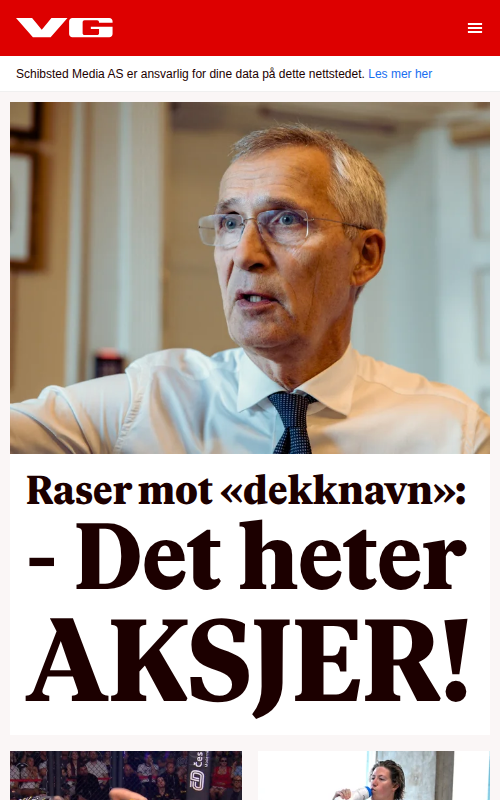 VG
Schibsted Media AS er ansvarlig for dine data på dette nettstedet. Les mer her
Raser mot «dekknavn»:
- Det heter
AKSJER!